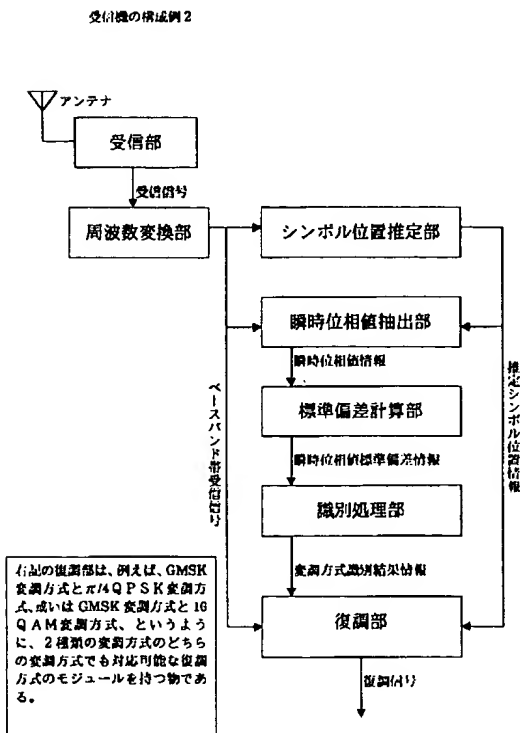 受信機の構成例2
アンテナ
受信部
受信信号
周波数変換部
シンボル位置推定部
瞬時位相値抽出部
瞬時位相値情報
標準偏差計算部
瞬時位相値標準偏差情報
識別処理部
変調方式識別結果情報
復調部
復調信号
ベースバンド帯受信信号
推定シンボル位置情報
右記の復調部は、例えば、GMSK
変調方式とπ/4QPSK変調方
式、或いはGMSK変調方式と16
QAM変調方式、というよう
に、2種類の変調方式のどちら
の変調方式でも対応可能な復調
方式のモジュールを持つ物であ
る。